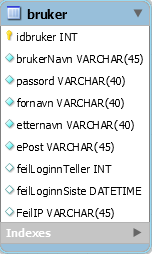 bruker
idbruker INT
brukerNavn VARCHAR(45)
passord VARCHAR(40)
fornavn VARCHAR(40)
etternavn VARCHAR(40)
ePost VARCHAR(45)
feilLoginnTeller INT
feilLoginnSiste DATETIME
FeilIP VARCHAR(45)
Indexes